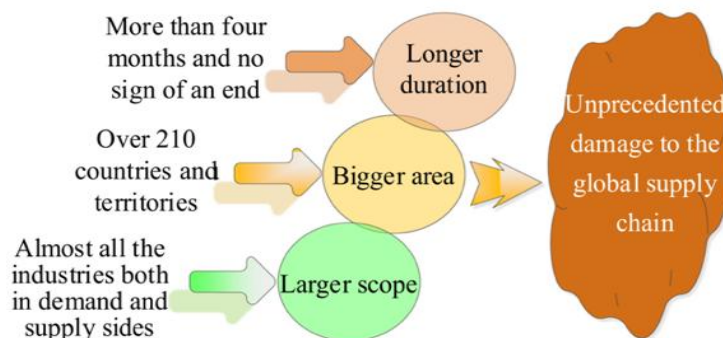 More than four
months and no
sign of an end
Longer
duration
Over 210
countries and
territories
Bigger area
Almost all the
industries both
in demand and
supply sides
Larger scope
Unprecedented
damage to the
global supply
chain